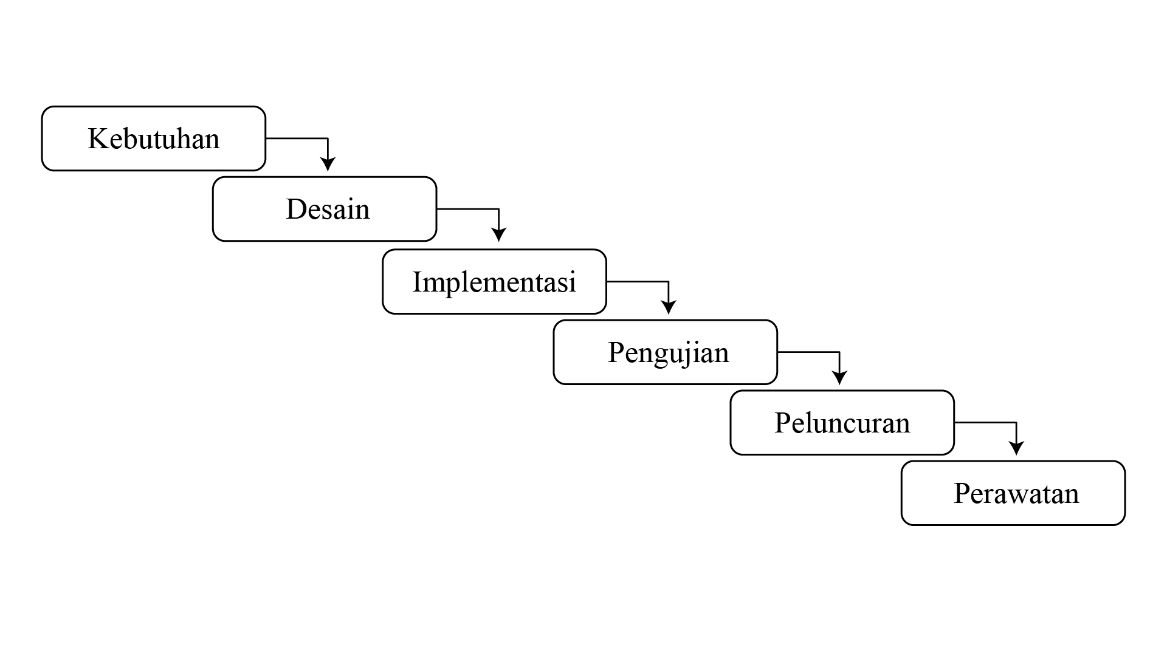 Kebutuhan
Desain
Implementasi
Pengujian
Peluncuran
Perawatan